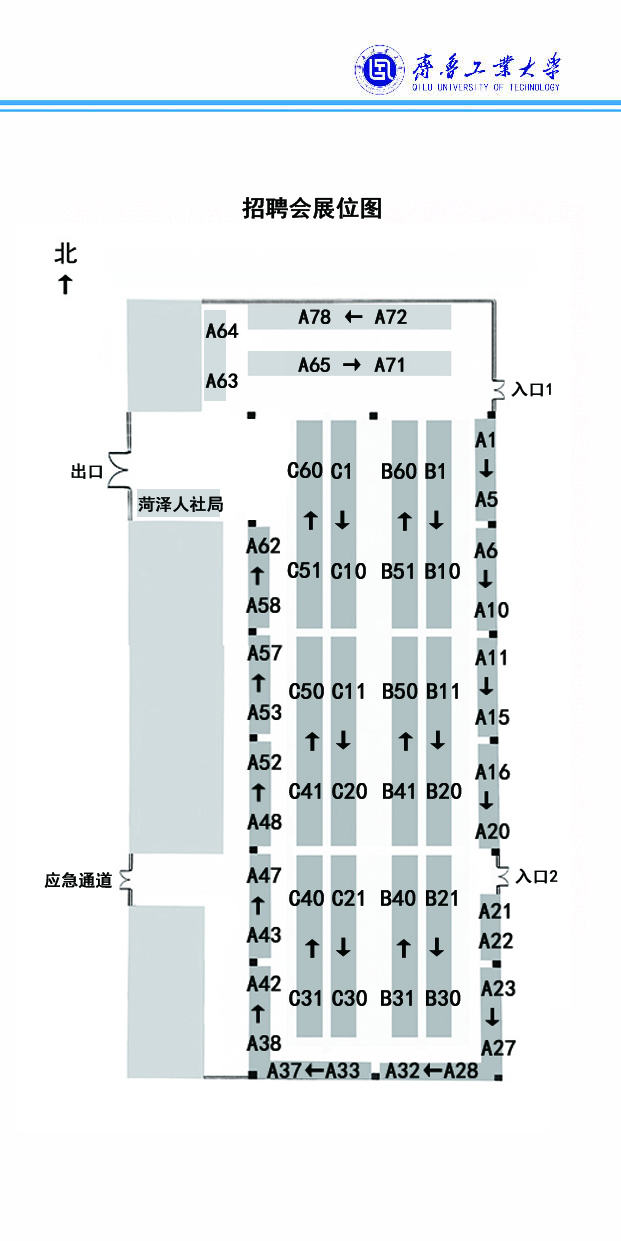 齐鲁工业大学
QILU UNIVERSITY OF TECHNOLOGY
招聘会展位图
北
↑
A78 ← A72
A64
A65 → A71
A63
入口1
A1
↓
A5
出口
C60 C1 B60 B1
↑ ↓ ↑ ↓
C51 C10 B51 B10
菏泽人社局
A62
↑
A58
A6
↓
A10
A57
↑
A53
C50 C11 B50 B11
↑ ↓ ↑ ↓
C41 C20 B41 B20
A11
↓
A15
A52
↑
A48
A16
↓
A20
应急通道
A47
↑
A43
C40 C21 B40 B21
↑ ↓ ↑ ↓
C31 C30 B31 B30
入口2
A21
A22
A42
↑
A38
A23
↓
A27
A37←A33 A32←A28